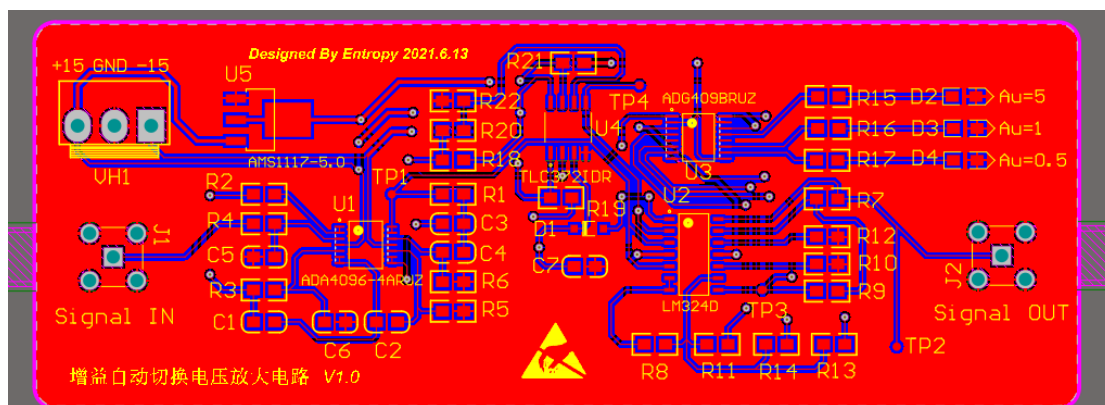 Designed By Entropy 2021.6.13
+15 GND -15
U5
R21
TP4
ADG409BRUZ
R22
R20
R18
U4
U3
R15
D2
Au=5
R16
D3
Au=1
R17
D4
Au=0.5
AMS1117-5.0
VH1
TP1
TLC372IDR
R2
U1
R1
R19
U2
R7
R4
C3
D1
R12
J1
C5
C4
C7
R10
J2
ADA4096-4ARUZ
R3
R6
R9
Signal IN
C1
C6
C2
R5
LM324D
TP3
Signal OUT
TP2
R8
R11
R14
R13
增益自动切换电压放大电路 V1.0